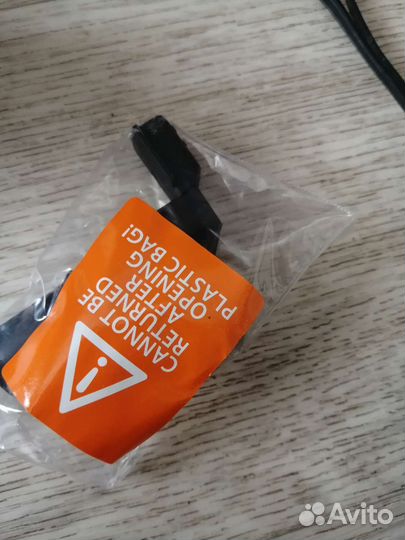 CANNOT BE
RETURNED
AFTER
OPENING
PLASTIC BAG!
Avito